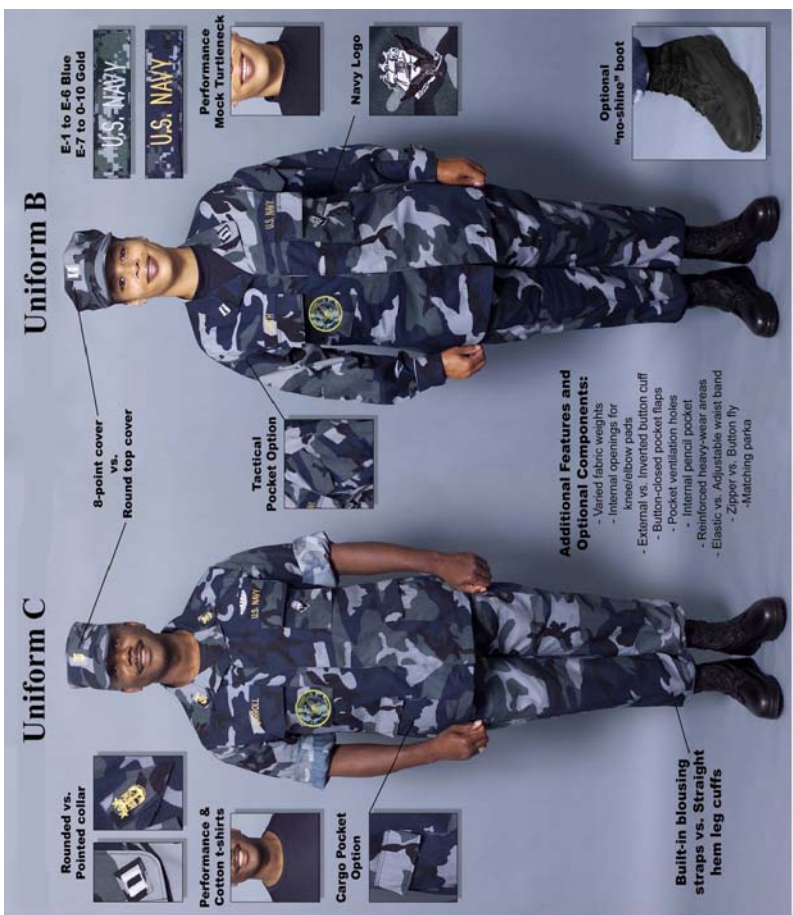 Uniform C
Uniform B
Rounded vs.
Pointed collar
8-point cover
vs.
Round top cover
E-1 to E-6 Blue
E-7 to 0-10 Gold
U.S. NAVY
U.S. NAVY
Performance &
Cotton t-shirts
Performance
Mock Turtleneck
Cargo Pocket
Option
Tactical
Pocket Option
Navy Logo
U.S. NAVY
U.S. NAVY
Built-in blousing
straps vs. Straight
hem leg cuffs
Additional Features and
Optional Components:
- Varied fabric weights
- Internal openings for
knee/elbow pads
- External vs. Inverted button cuff
- Button-closed pocket flaps
- Pocket ventilation holes
- Internal pencil pocket
- Reinforced heavy-wear areas
- Elastic vs. Adjustable waist band
- Zipper vs. Button fly
-Matching parka
Optional
"no-shine" boot